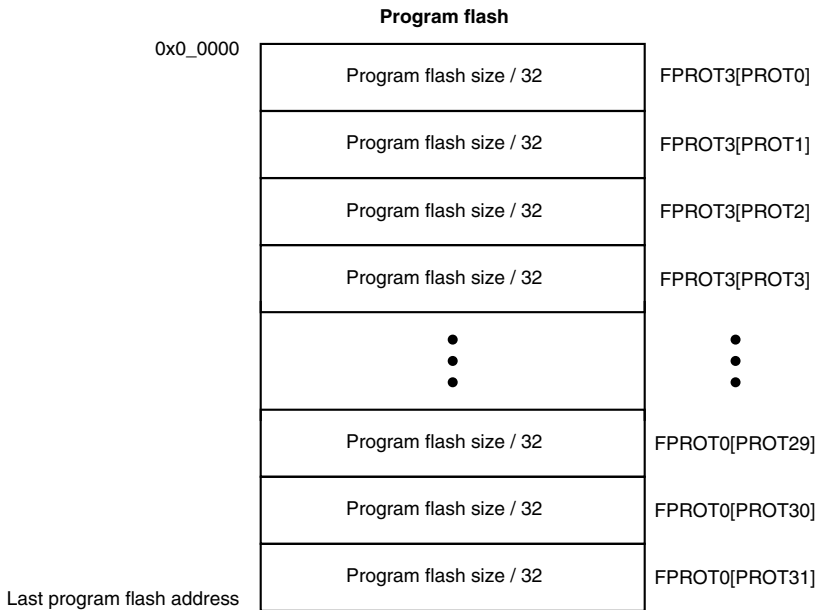 Program flash
0x0_0000
Program flash size / 32 FPROT3[PROT0]
Program flash size / 32 FPROT3[PROT1]
Program flash size / 32 FPROT3[PROT2]
Program flash size / 32 FPROT3[PROT3]
Program flash size / 32 FPROT0[PROT29]
Program flash size / 32 FPROT0[PROT30]
Program flash size / 32 FPROT0[PROT31]
Last program flash address